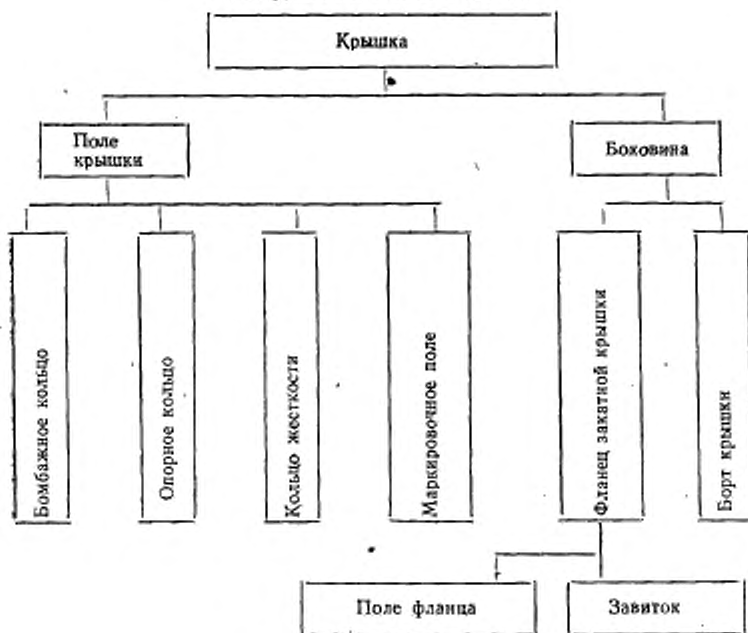 Крышка
Поле
крышки
Боковина
Бомбажное кольцо
Опорное кольцо
Кольцо жесткости
Маркировочное поле
Фланец закатной крышки
Борт крышки
Поле фланца
Завиток